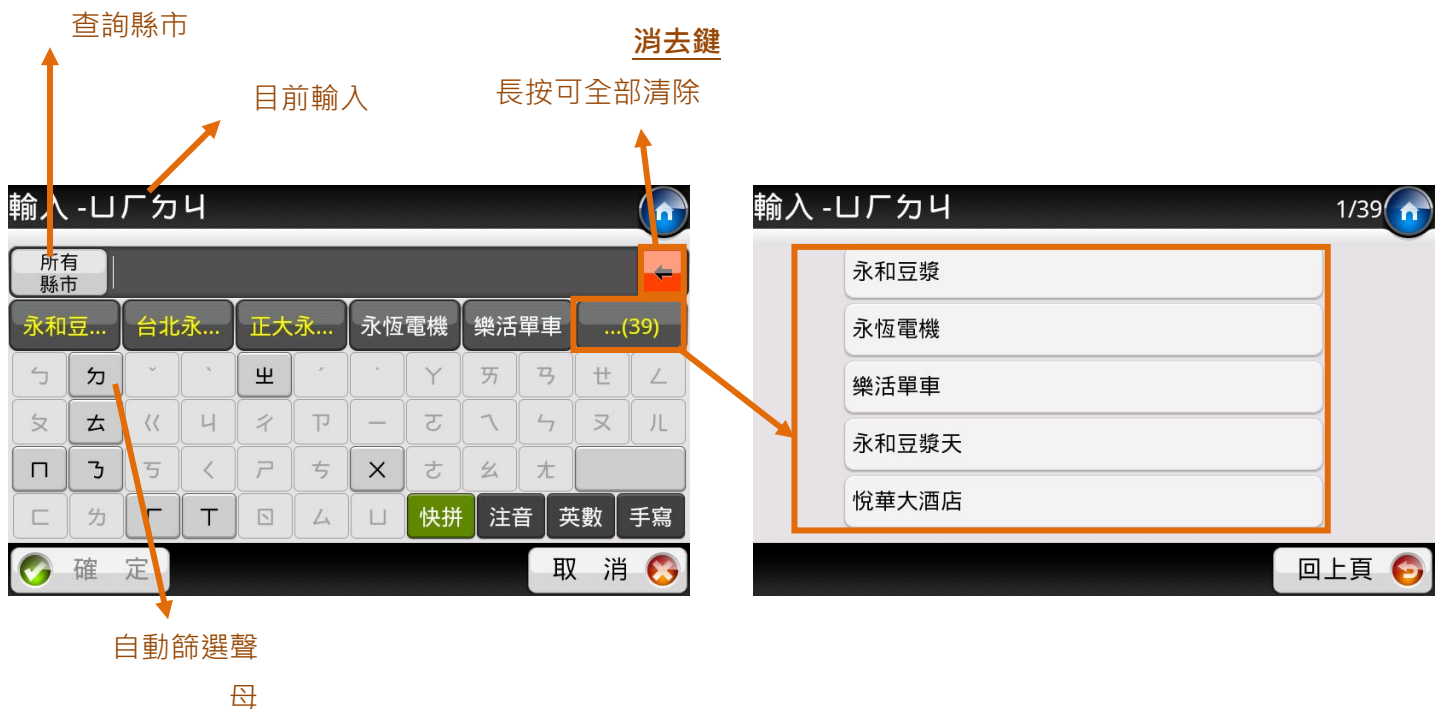 查詢縣市
消去鍵
目前輸入
長按可全部清除
輸入 -ㄩㄏㄉㄐ
所有
縣市
永和豆... 台北永... 正大永... 永恆電機 樂活單車 ...(39)
ㄅ ㄉ ˇ ˋ ㄓ ˊ ˙ ㄚ ㄞ ㄢ ㄝ ㄥ
ㄆ ㄊ ㄍ ㄐ ㄔ ㄗ ㄧ ㄛ ㄟ ㄣ ㄡ ㄦ
ㄇ ㄋ ㄎ ㄑ ㄕ ㄘ ㄨ ㄜ ㄠ ㄤ
ㄈ ㄌ ㄏ ㄒ ㄖ ㄙ ㄩ 快拼 注音 英數 手寫
確 定 取 消
自動篩選聲
母
輸入 -ㄩㄏㄉㄐ 1/39
永和豆漿
永恆電機
樂活單車
永和豆漿天
悅華大酒店
回上頁